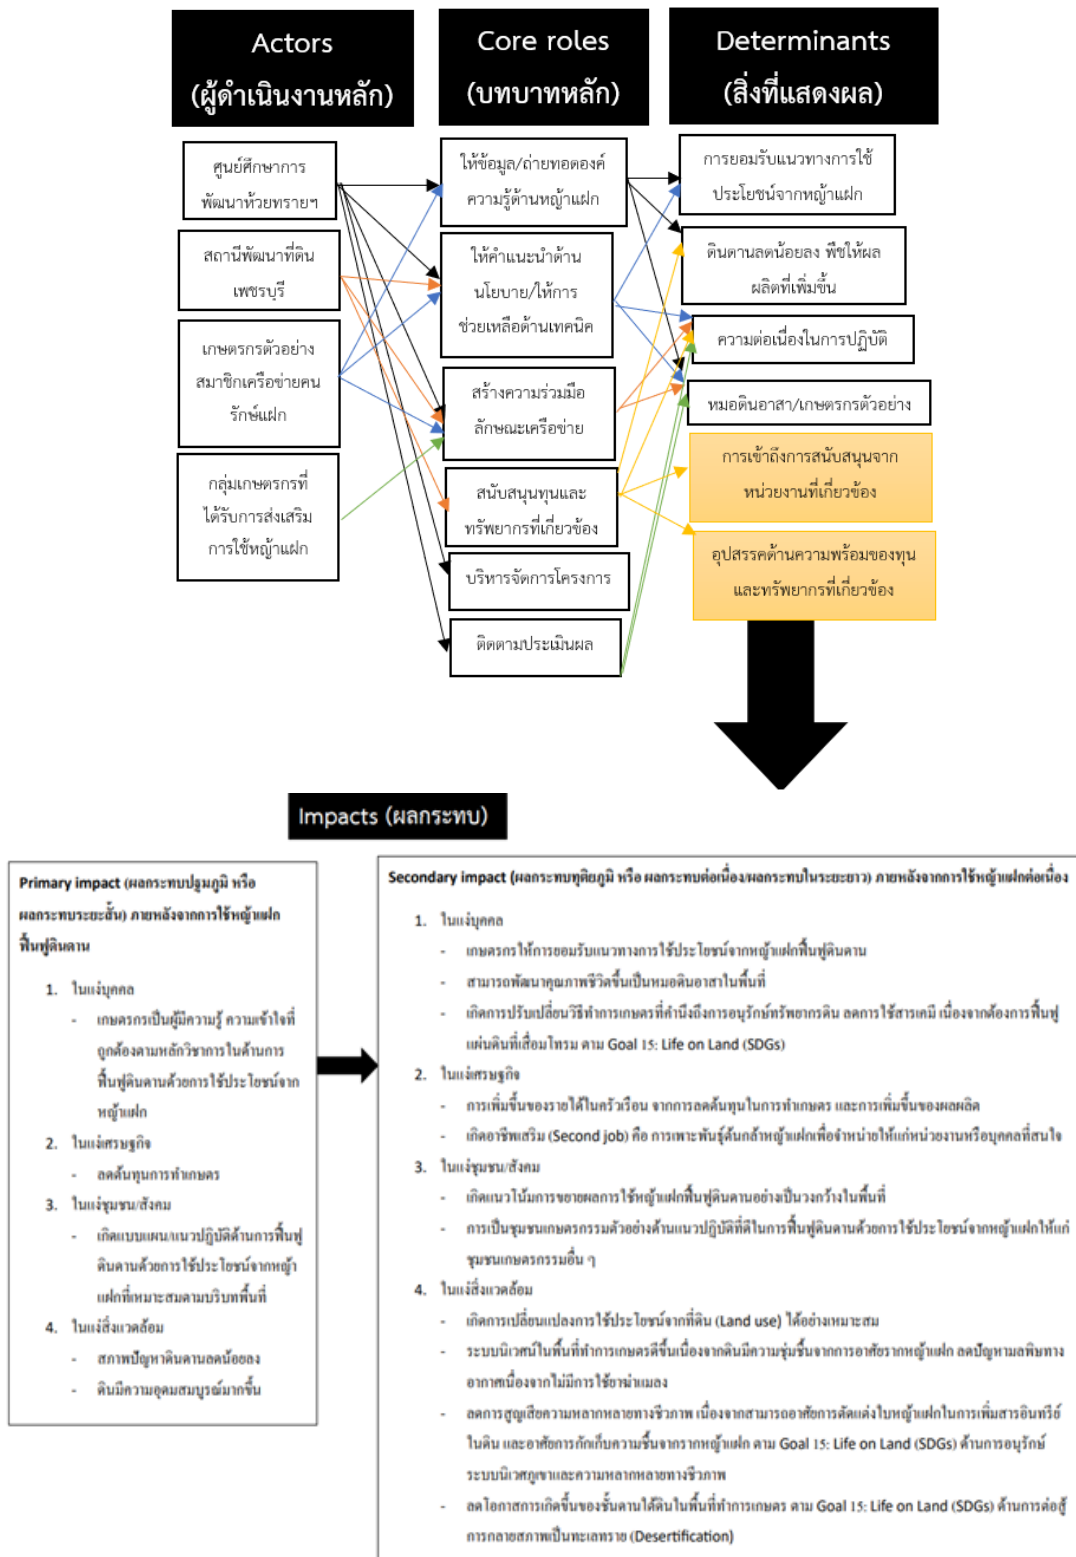 Actors
(ผู้ดำเนินงานหลัก)
Core roles
(บทบาทหลัก)
Determinants
(สิ่งที่แสดงผล)
ศูนย์ศึกษาการ
พัฒนาห้วยทรายฯ
สถานีพัฒนาที่ดิน
เพชรบุรี
เกษตรกรตัวอย่าง
สมาชิกเครือข่ายคน
รักษ์แฝก
กลุ่มเกษตรกรที่
ได้รับการส่งเสริม
การใช้หญ้าแฝก
ให้ข้อมูล/ถ่ายทอดองค์
ความรู้ด้านหญ้าแฝก
ให้คำแนะนำด้าน
นโยบาย/ให้การ
ช่วยเหลือด้านเทคนิค
สร้างความร่วมมือ
ลักษณะเครือข่าย
สนับสนุนทุนและ
ทรัพยากรที่เกี่ยวข้อง
บริหารจัดการโครงการ
ติดตามประเมินผล
การยอมรับแนวทางการใช้
ประโยชน์จากหญ้าแฝก
ดินดานลดน้อยลง พืชให้ผล
ผลิตที่เพิ่มขึ้น
ความต่อเนื่องในการปฏิบัติ
หมอดินอาสา/เกษตรกรตัวอย่าง
การเข้าถึงการสนับสนุนจาก
หน่วยงานที่เกี่ยวข้อง
อุปสรรคด้านความพร้อมของทุน
และทรัพยากรที่เกี่ยวข้อง
Impacts (ผลกระทบ)
Primary impact (ผลกระทบปฐมภูมิ หรือ
ผลกระทบระยะสั้น) ภายหลังจากการใช้หญ้าแฝก
ฟื้นฟูดินดาน
1. ในแง่บุคคล
- เกษตรกรเป็นผู้มีความรู้ ความเข้าใจที่
ถูกต้องตามหลักวิชาการในด้านการ
ฟื้นฟูดินดานด้วยการใช้ประโยชน์จาก
หญ้าแฝก
2. ในแง่เศรษฐกิจ
- ลดต้นทุนการทำเกษตร
3. ในแง่ชุมชน/สังคม
- เกิดแบบแผน/แนวปฏิบัติด้านการฟื้นฟู
ดินดานด้วยการใช้ประโยชน์จากหญ้า
แฝกที่เหมาะสมตามบริบทพื้นที่
4. ในแง่สิ่งแวดล้อม
- สภาพปัญหาดินดานลดน้อยลง
- ดินมีความอุดมสมบูรณ์มากขึ้น
Secondary impact (ผลกระทบทุติยภูมิ หรือ ผลกระทบต่อเนื่อง/ผลกระทบในระยะยาว) ภายหลังจากการใช้หญ้าแฝกต่อเนื่อง
1. ในแง่บุคคล
- เกษตรกรให้การยอมรับแนวทางการใช้ประโยชน์จากหญ้าแฝกฟื้นฟูดินดาน
- สามารถพัฒนาคุณภาพชีวิตขึ้นเป็นหมอดินอาสาในพื้นที่
- เกิดการปรับเปลี่ยนวิธีทำการเกษตรที่คำนึงถึงการอนุรักษ์ทรัพยากรดิน ลดการใช้สารเคมี เนื่องจากต้องการฟื้นฟู
แผ่นดินที่เสื่อมโทรม ตาม Goal 15: Life on Land (SDGs)
2. ในแง่เศรษฐกิจ
- การเพิ่มขึ้นของรายได้ในครัวเรือน จากการลดต้นทุนในการทำเกษตร และการเพิ่มขึ้นของผลผลิต
- เกิดอาชีพเสริม (Second job) คือ การเพาะพันธุ์ต้นกล้าหญ้าแฝกเพื่อจำหน่ายให้แก่หน่วยงานหรือบุคคลที่สนใจ
3. ในแง่ชุมชน/สังคม
- เกิดแนวโน้มการขยายผลการใช้หญ้าแฝกฟื้นฟูดินดานอย่างเป็นวงกว้างในพื้นที่
- การเป็นชุมชนเกษตรกรรมตัวอย่างด้านแนวปฏิบัติที่ดีในการฟื้นฟูดินดานด้วยการใช้ประโยชน์จากหญ้าแฝกให้แก่
ชุมชนเกษตรกรรมอื่น ๆ
4. ในแง่สิ่งแวดล้อม
- เกิดการเปลี่ยนแปลงการใช้ประโยชน์จากที่ดิน (Land use) ได้อย่างเหมาะสม
- ระบบนิเวศน์ในพื้นที่ทำการเกษตรดีขึ้นเนื่องจากดินมีความชุ่มชื้นจากการอาศัยรากหญ้าแฝก ลดปัญหามลพิษทาง
อากาศเนื่องจากไม่มีการใช้ยาฆ่าแมลง
- ลดการสูญเสียความหลากหลายทางชีวภาพ เนื่องจากสามารถอาศัยการตัดแต่งใบหญ้าแฝกในการเพิ่มสารอินทรีย์
ในดิน และอาศัยการกักเก็บความชื้นจากรากหญ้าแฝก ตาม Goal 15: Life on Land (SDGs) ด้านการอนุรักษ์
ระบบนิเวศภูเขาและความหลากหลายทางชีวภาพ
- ลดโอกาสการเกิดขึ้นของชั้นดานใต้ดินในพื้นที่ทำการเกษตร ตาม Goal 15: Life on Land (SDGs) ด้านการต่อสู้
การกลายสภาพเป็นทะเลทราย (Desertification)